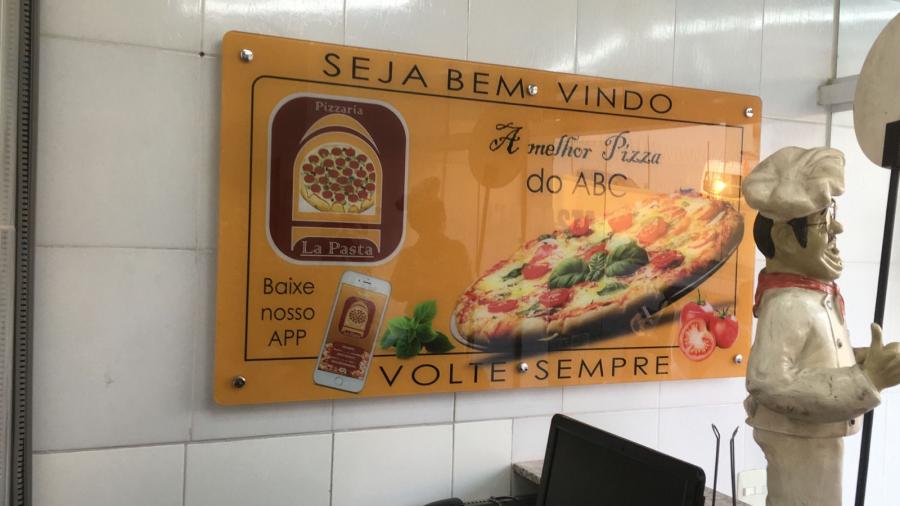 SEJA BEM VINDO
Pizzaria
La Pasta
A melhor Pizza
do ABC
Baixe
nosso
APP
VOLTE SEMPRE